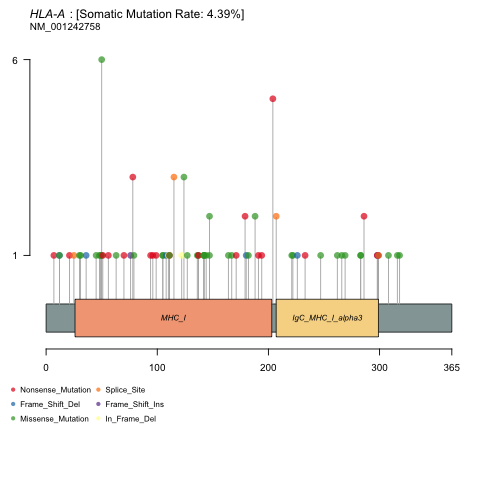 HLA-A : [Somatic Mutation Rate: 4.39%]
NM_001242758
6
1
MHC_I
IgC_MHC_I_alpha3
0 100 200 300 365
Nonsense_Mutation Splice_Site
Frame_Shift_Del Frame_Shift_Ins
Missense_Mutation In_Frame_Del